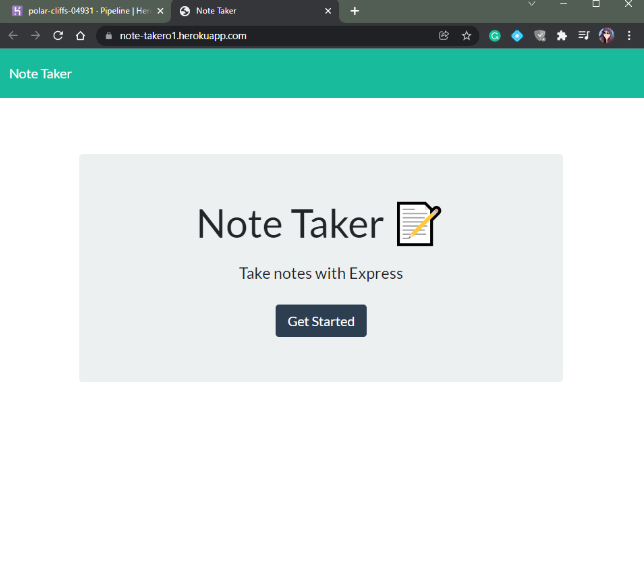 polar-cliffs-04931 - Pipeline | Her
Note Taker
note-takero1.herokuapp.com
Note Taker
Note Taker
Take notes with Express
Get Started